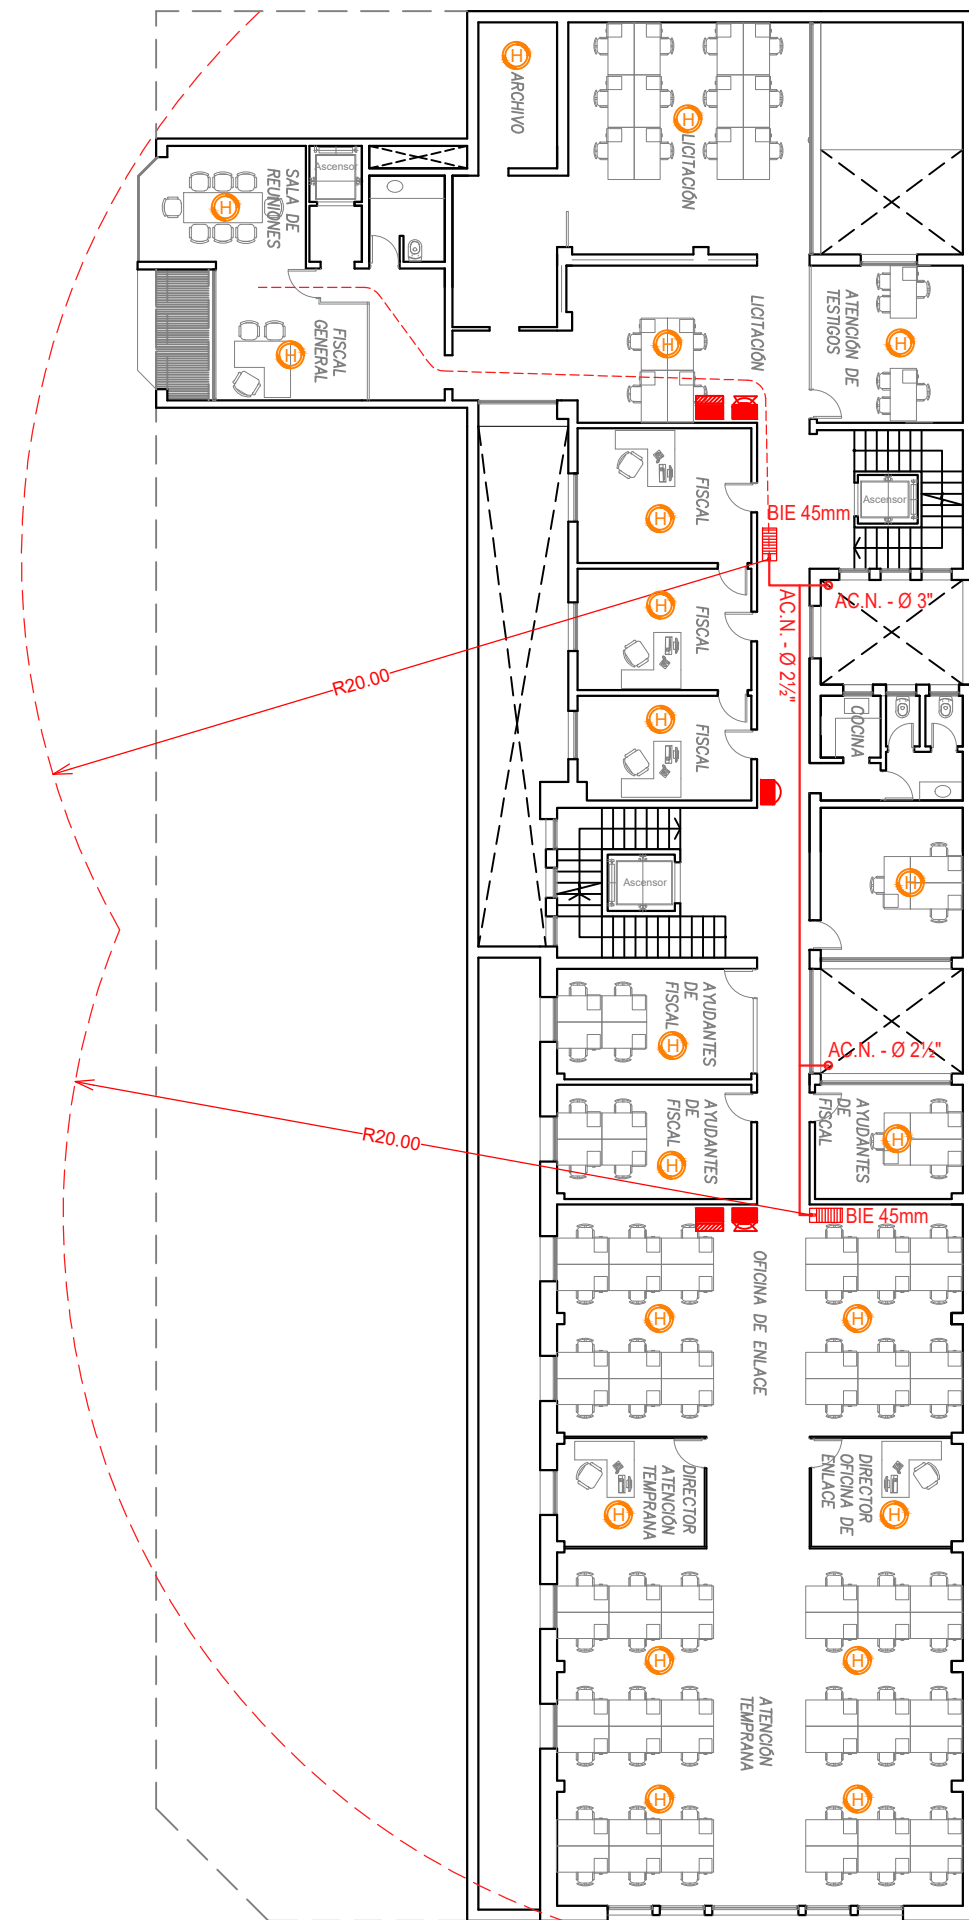 H
ARCHIVO
H
LICITACIÓN
Ascensor
SALA DE
REUNIONES
H
LICITACIÓN
H
ATENCIÓN DE
TESTIGOS
H
FISCAL
GENERAL
H
FISCAL
H
Ascensor
BIE 45mm
AC.N. - Ø 3"
AC.N. - Ø 2½"
FISCAL
H
R20.00
FISCAL
H
COCINA
Ascensor
H
AYUDANTES
DE
FISCAL
H
AC.N. - Ø 2½"
AYUDANTES
DE
FISCAL
H
AYUDANTES
DE
FISCAL
H
R20.00
BIE 45mm
OFICINA DE ENLACE
H
H
DIRECTOR
ATENCIÓN
TEMPRANA
H
DIRECTOR
OFICINA DE
ENLACE
H
H
H
ATENCIÓN
TEMPRANA
H
H